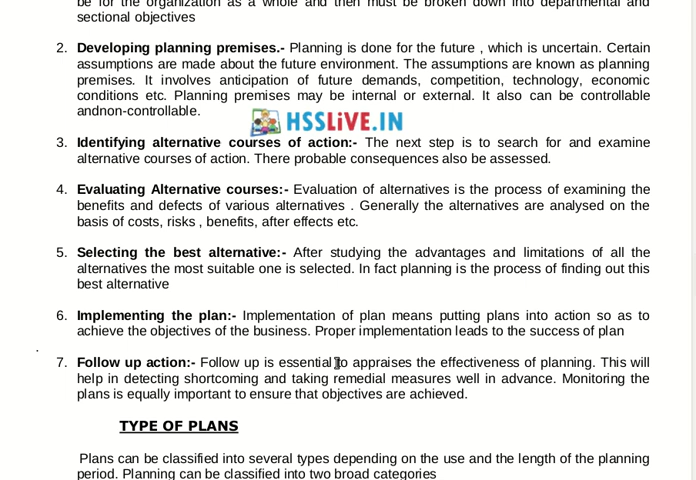 be for the organization as a whole and then must be broken down into departmental and
sectional objectives
2. Developing planning premises.- Planning is done for the future , which is uncertain. Certain
assumptions are made about the future environment. The assumptions are known as planning
premises. It involves anticipation of future demands, competition, technology, economic
conditions etc. Planning premises may be internal or external. It also can be controllable
andnon-controllable.
HSSLiVE.IN
3. Identifying alternative courses of action:- The next step is to search for and examine
alternative courses of action. There probable consequences also be assessed.
4. Evaluating Alternative courses:- Evaluation of alternatives is the process of examining the
benefits and defects of various alternatives . Generally the alternatives are analysed on the
basis of costs, risks , benefits, after effects etc.
5. Selecting the best alternative:- After studying the advantages and limitations of all the
alternatives the most suitable one is selected. In fact planning is the process of finding out this
best alternative
6. Implementing the plan:- Implementation of plan means putting plans into action so as to
achieve the objectives of the business. Proper implementation leads to the success of plan
7. Follow up action:- Follow up is essential to appraises the effectiveness of planning. This will
help in detecting shortcoming and taking remedial measures well in advance. Monitoring the
plans is equally important to ensure that objectives are achieved.
TYPE OF PLANS
Plans can be classified into several types depending on the use and the length of the planning
period. Planning can be classified into two broad categories